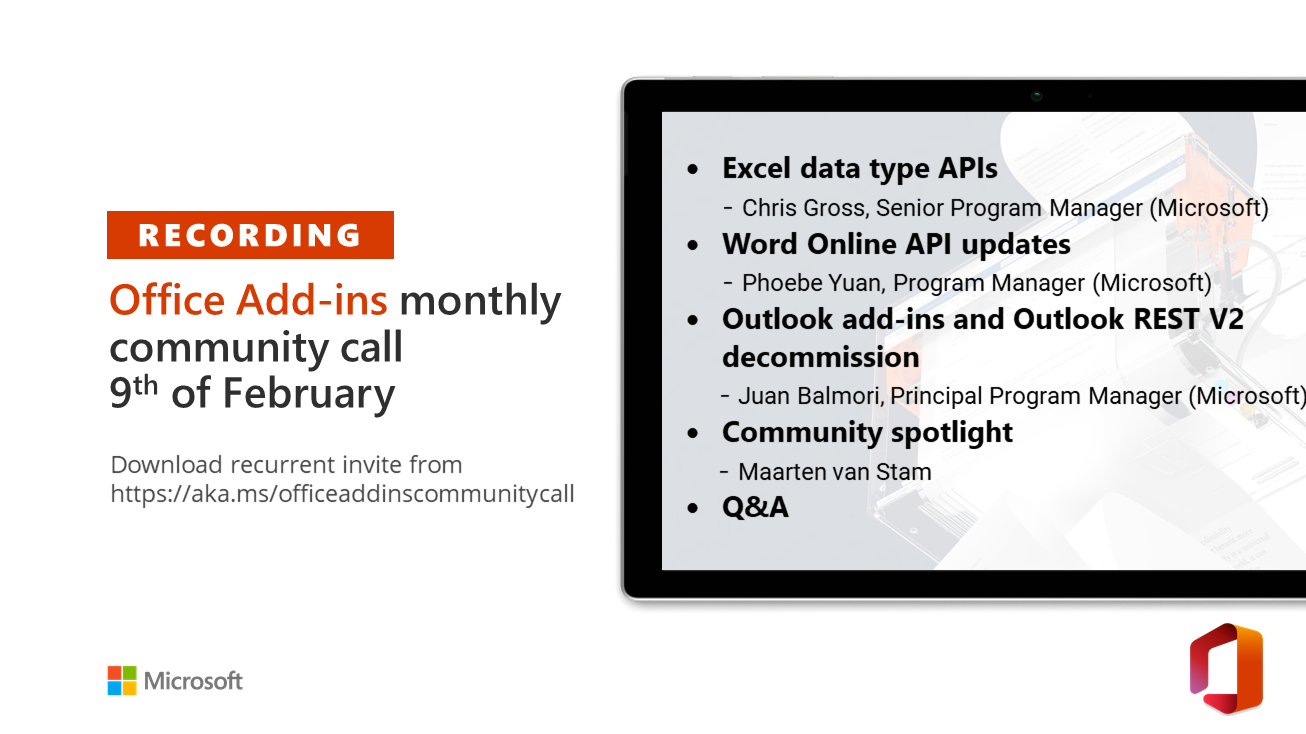 RECORDING
Office Add-ins monthly
community call
9th of February
Download recurrent invite from
https://aka.ms/officeaddinscommunitycall
Microsoft
• Excel data type APIs
- Chris Gross, Senior Program Manager (Microsoft)
• Word Online API updates
- Phoebe Yuan, Program Manager (Microsoft)
• Outlook add-ins and Outlook REST V2
decommission
- Juan Balmori, Principal Program Manager (Microsoft)
• Community spotlight
- Maarten van Stam
• Q&A